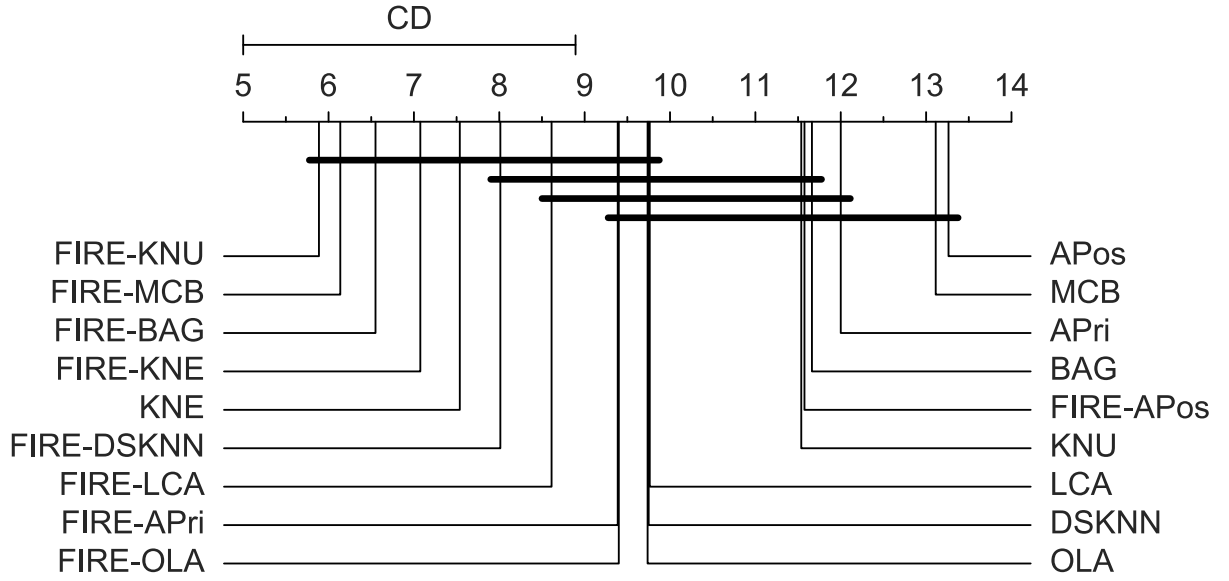 CD
5 6 7 8 9 10 11 12 13 14
FIRE-KNU APos
FIRE-MCB MCB
FIRE-BAG APri
FIRE-KNE BAG
KNE FIRE-APos
FIRE-DSKNN KNU
FIRE-LCA LCA
FIRE-APri DSKNN
FIRE-OLA OLA